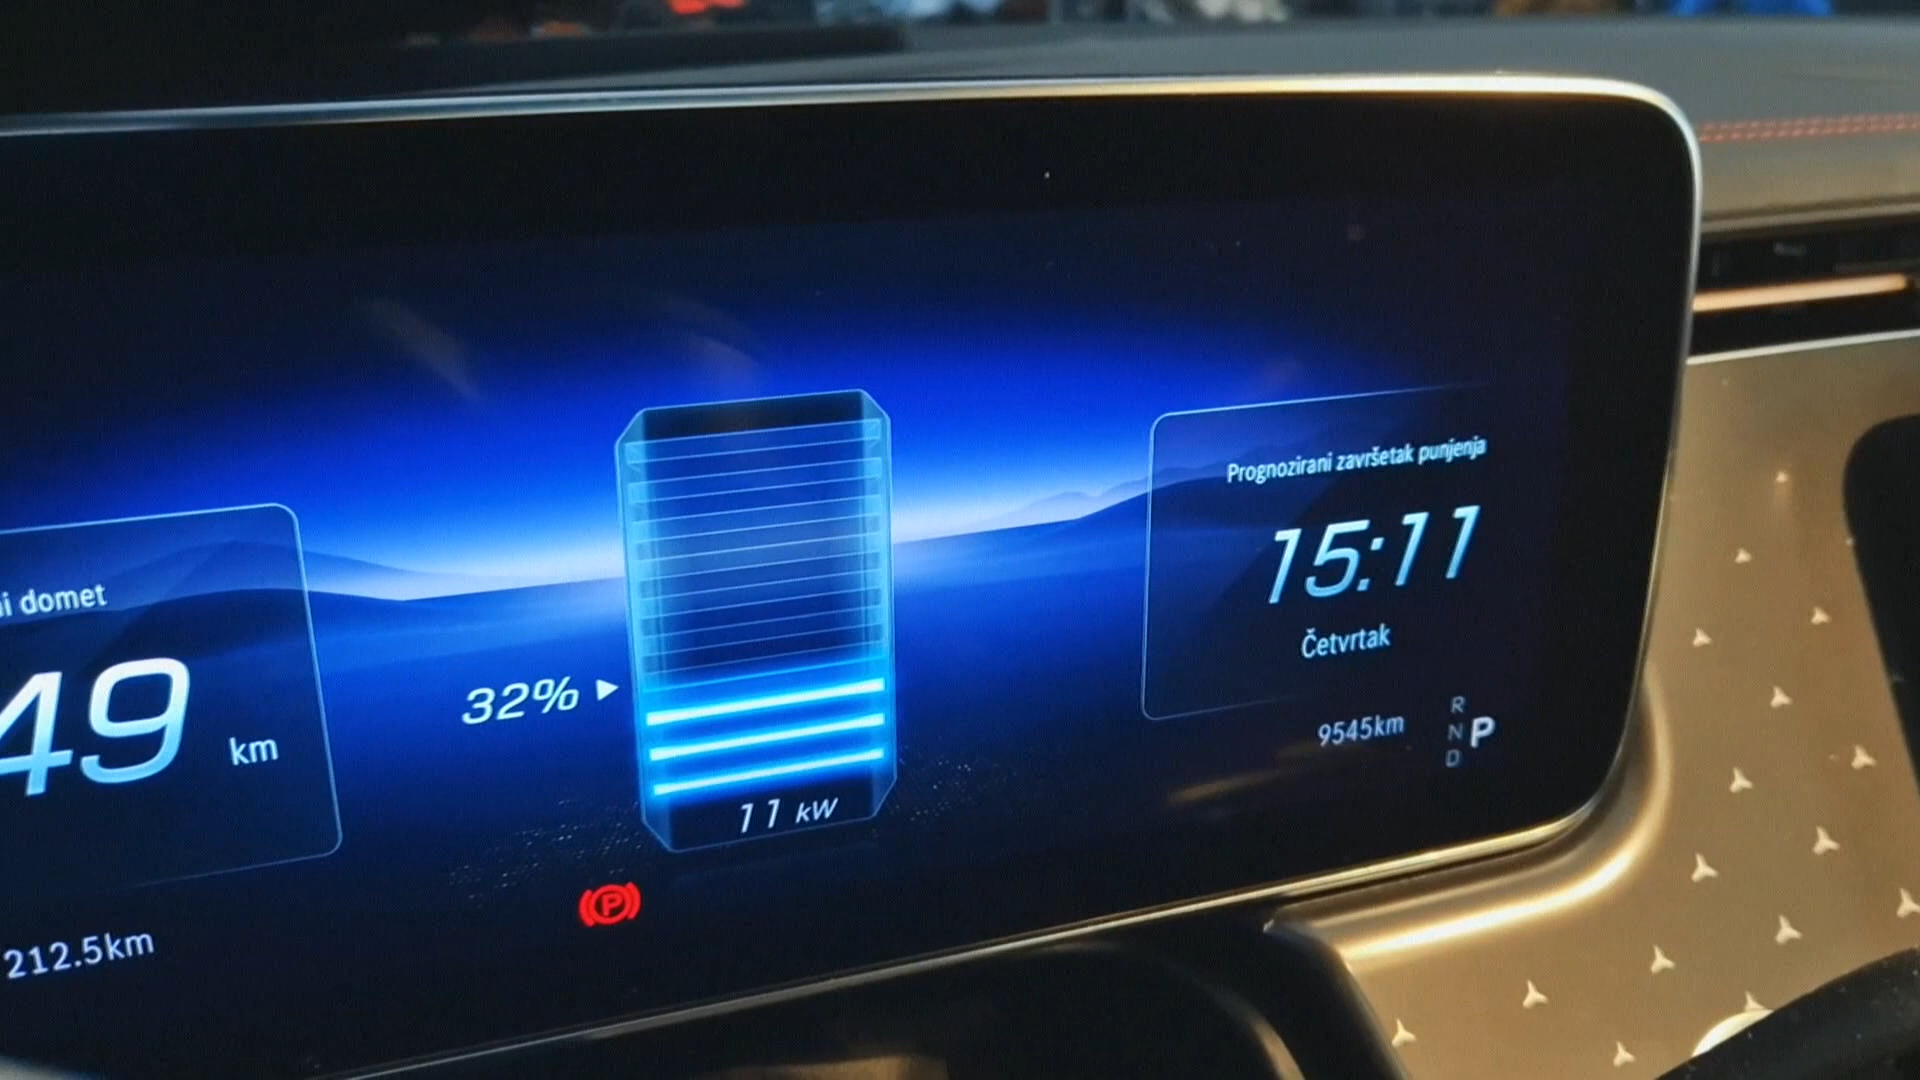 domet
49 km
212.5km
32%
11 kW
Prognozirani završetak punjenja
15:11
Četvrtak
9545km
R
N P
D
P